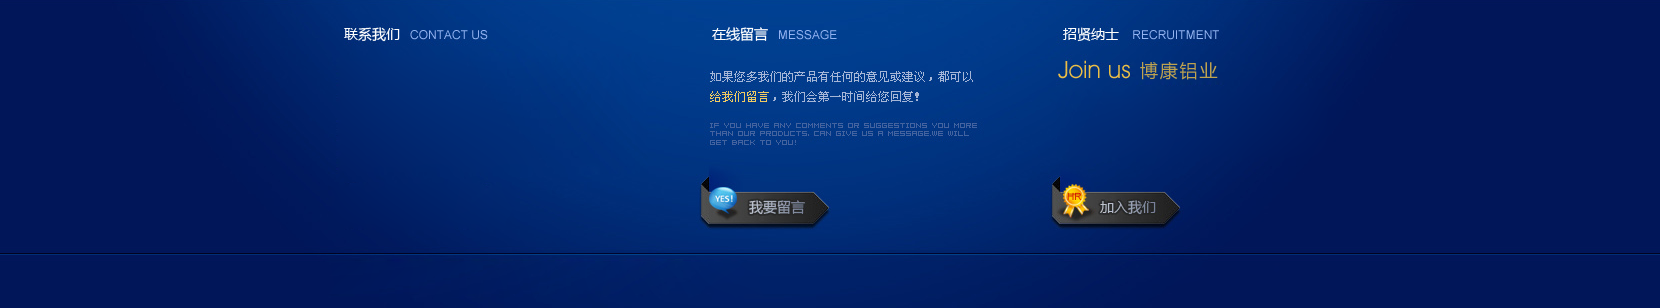 联系我们 CONTACT US
在线留言 MESSAGE
如果您多我们的产品有任何的意见或建议，都可以
给我们留言，我们会第一时间给您回复！
IF YOU HAVE ANY COMMENTS OR SUGGESTIONS YOU MORE
THAN OUR PRODUCTS, CAN GIVE US A MESSAGE.WE WILL
GET BACK TO YOU!
YES! 我要留言
招贤纳士 RECRUITMENT
Join us 博康铝业
HR 加入我们